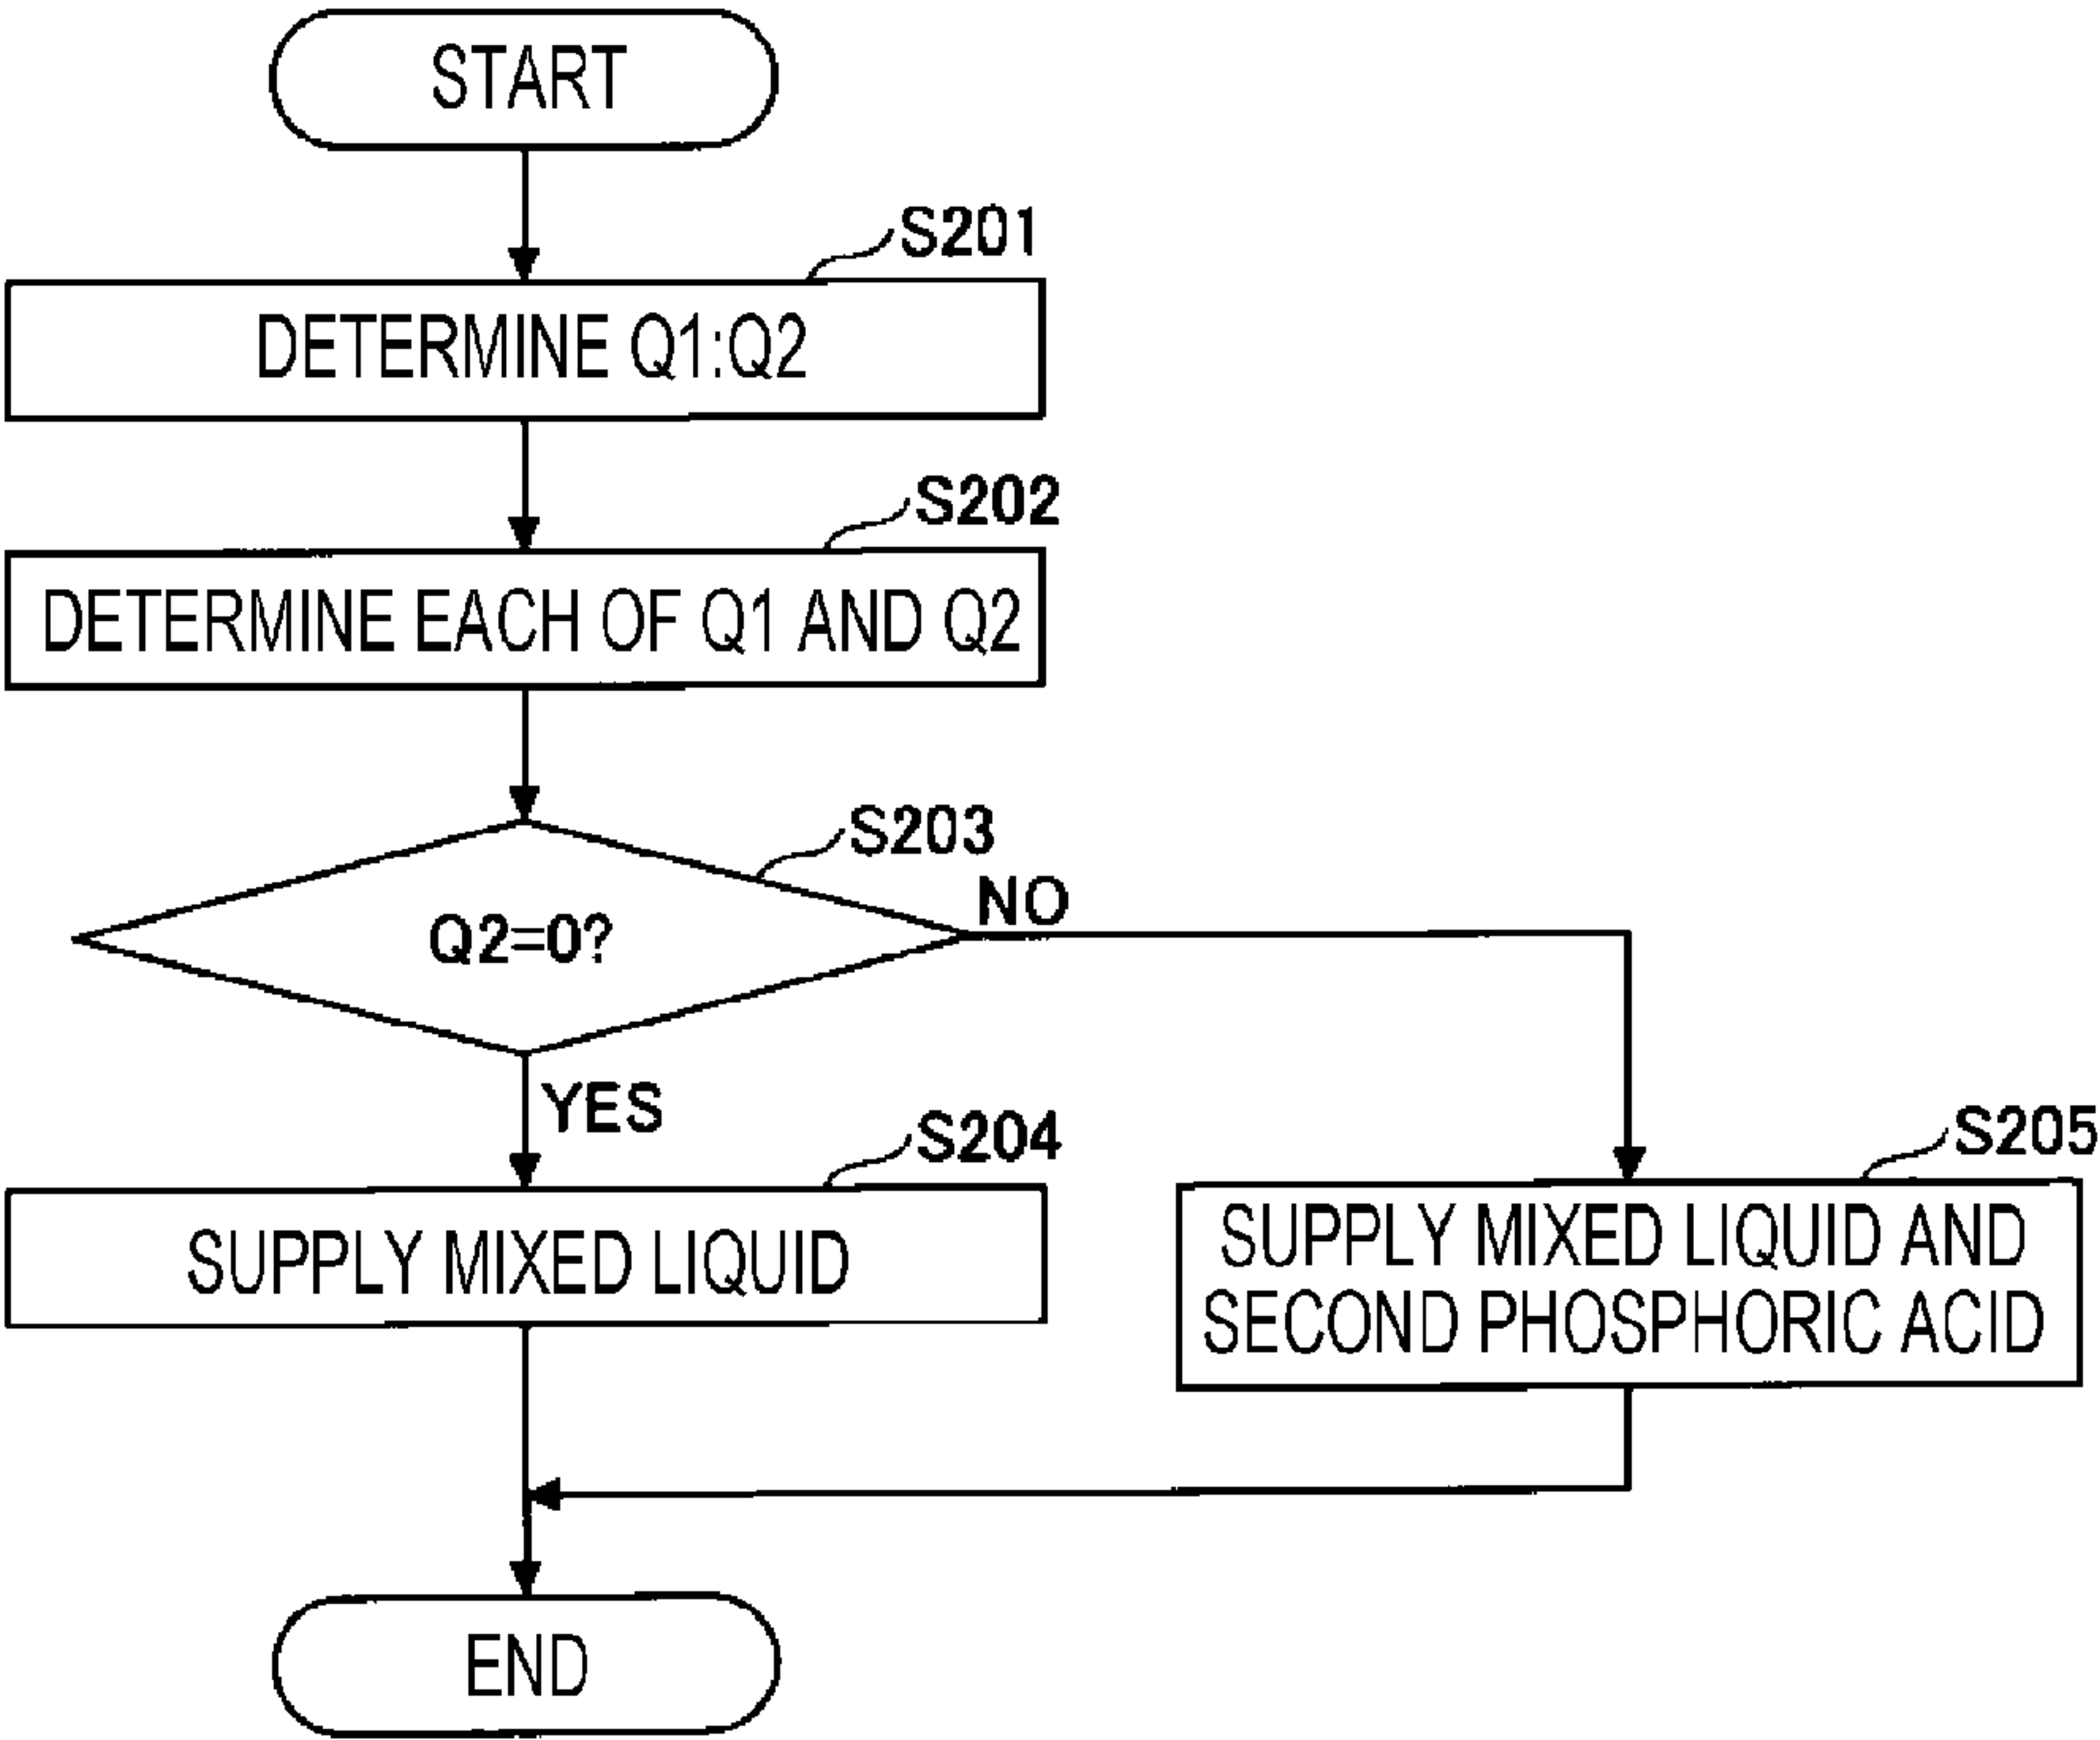 START
S201
DETERMINE Q1:Q2
S202
DETERMINE EACH OF Q1 AND Q2
S203
Q2=0?
NO
YES
S204
SUPPLY MIXED LIQUID
S205
SUPPLY MIXED LIQUID AND
SECOND PHOSPHORIC ACID
END